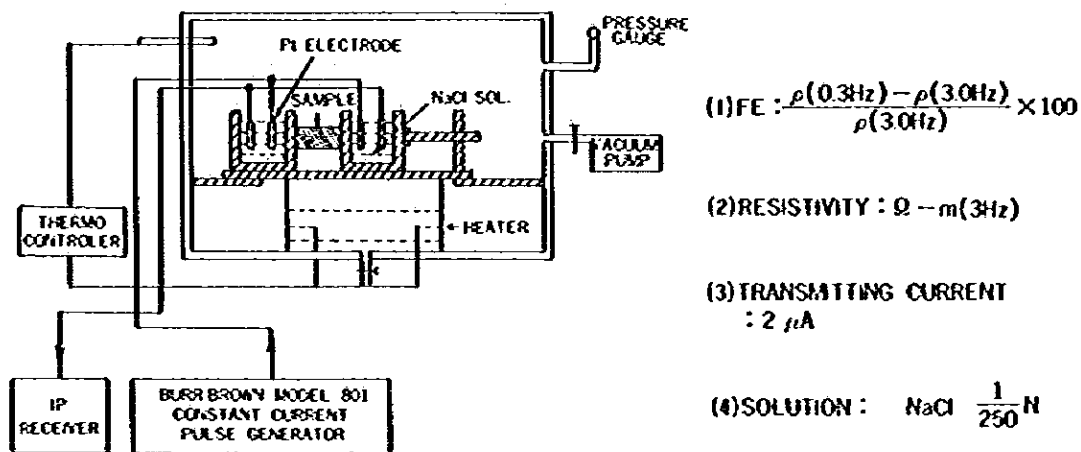 PRESSURE
GAUGE
Pt ELECTRODE
SAMPLE
NaCl SOL.
VACUUM
PUMP
THERMO
CONTROLER
HEATER
IP
RECEIVER
BURR BROWN MODEL 801
CONSTANT CURRENT
PULSE GENERATOR
(1)FE : ρ(0.3Hz) − ρ(3.0Hz) / ρ(3.0Hz) ×100
(2)RESISTIVITY : Ω −m(3Hz)
(3)TRANSMITTING CURRENT
: 2 μA
(4)SOLUTION : NaCl 1/250 N